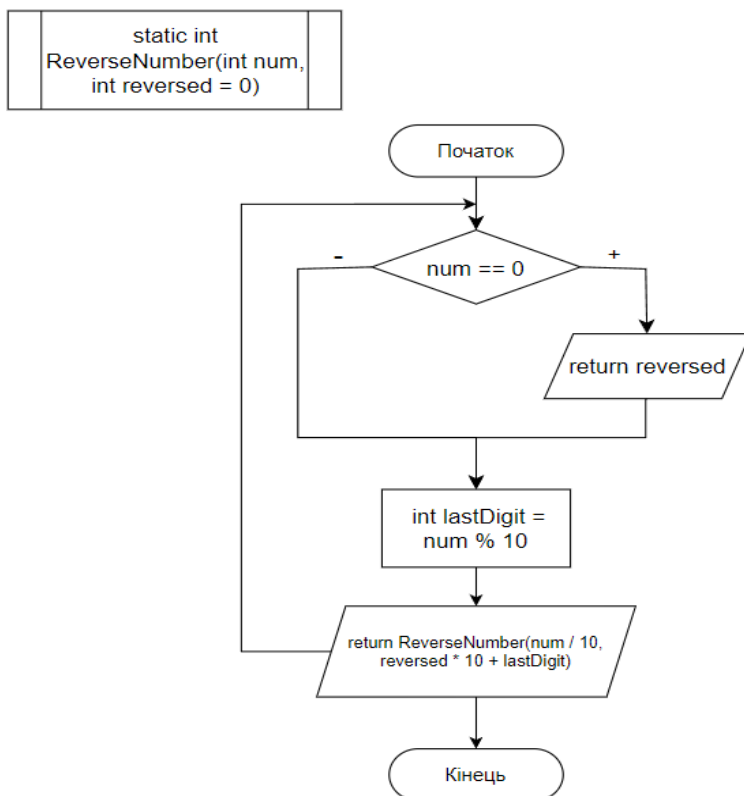 static int
ReverseNumber(int num,
int reversed = 0)
Початок
-
+
num == 0
return reversed
int lastDigit =
num % 10
return ReverseNumber(num / 10,
reversed * 10 + lastDigit)
Кінець